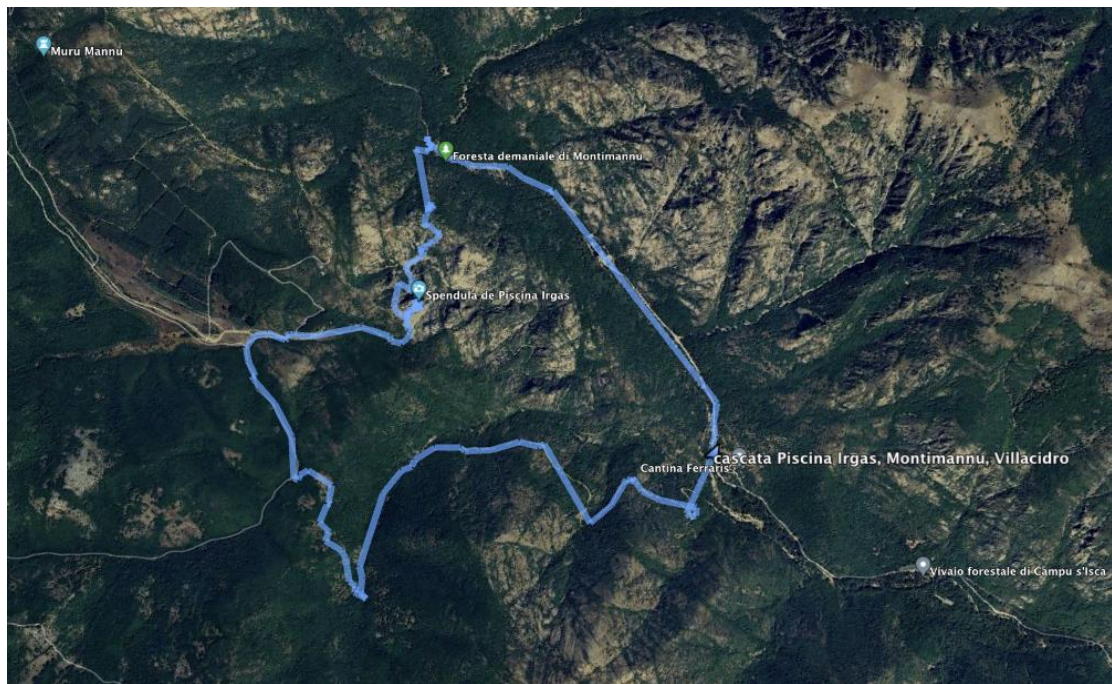 Muru Mannu
Foresta demaniale di Montimannu
Spendula de Piscina Irgas
cascata Piscina Irgas, Montimannu, Villacidro
Cantina Ferraris
Vivaio forestale di Campu s'Isca